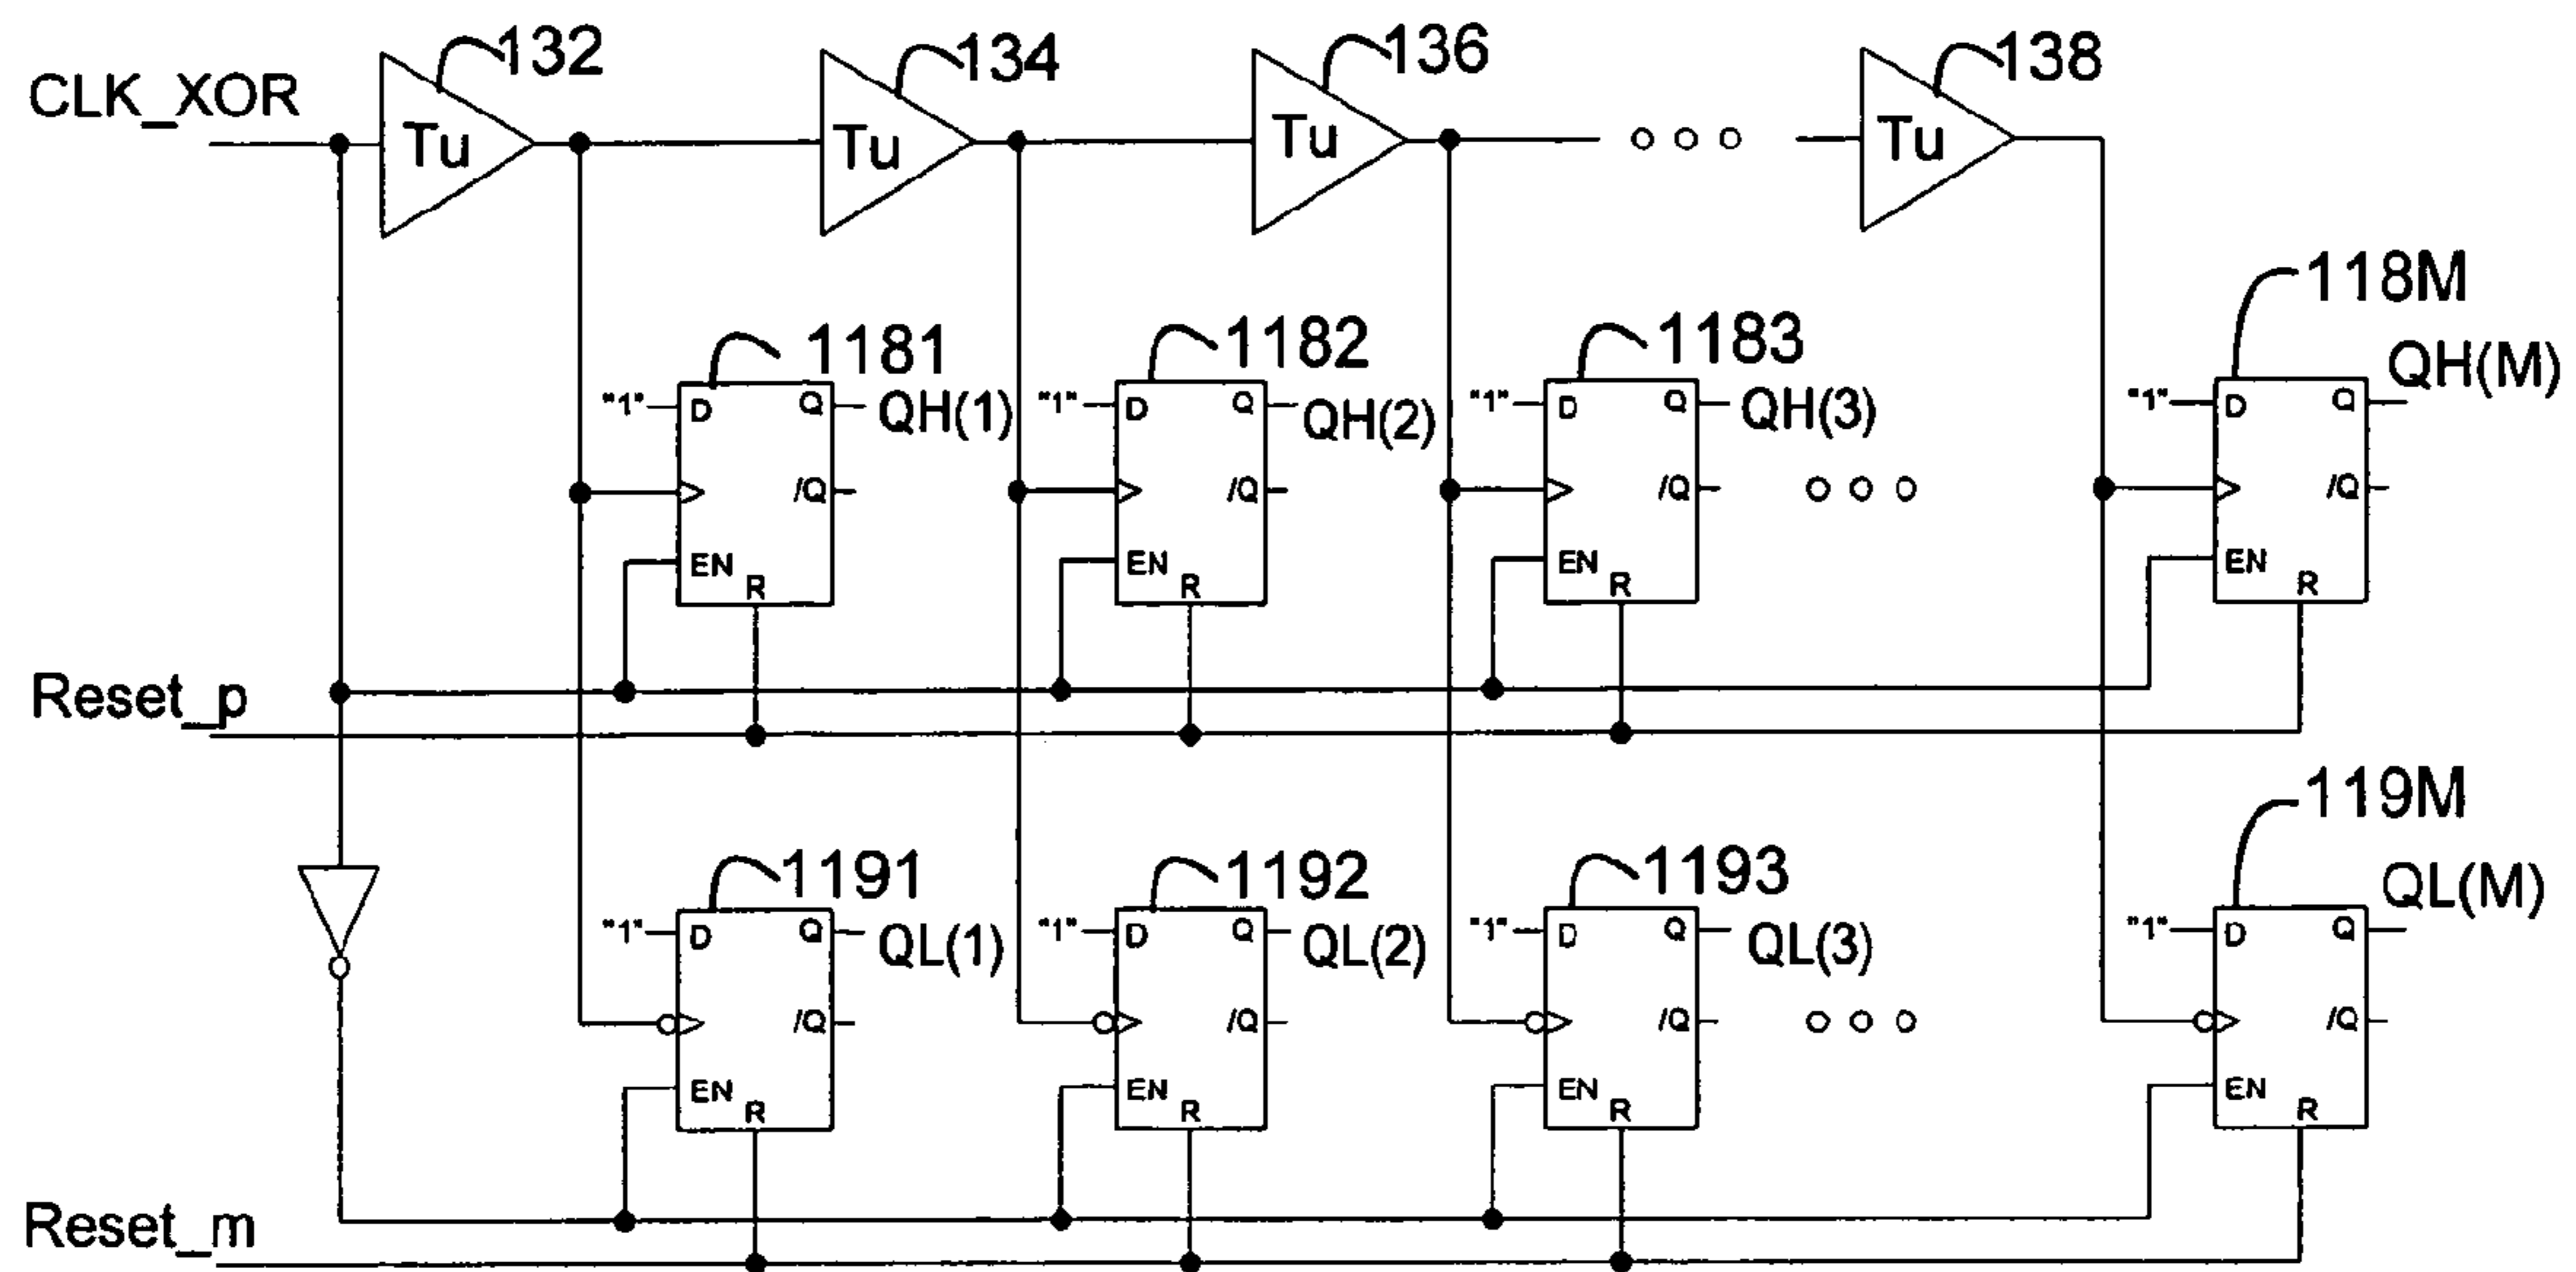 132
134
136
138
CLK_XOR
Tu
Tu
Tu
Tu
118M
1181
1182
1183
QH(M)
"1" D Q QH(1)
"1" D Q QH(2)
"1" D Q QH(3)
"1" D Q
/Q
/Q
/Q
/Q
EN
EN
EN
EN
R
R
R
R
Reset_p
119M
1191
1192
1193
QL(M)
"1" D Q QL(1)
"1" D Q QL(2)
"1" D Q QL(3)
"1" D Q
/Q
/Q
/Q
/Q
EN
EN
EN
EN
R
R
R
R
Reset_m